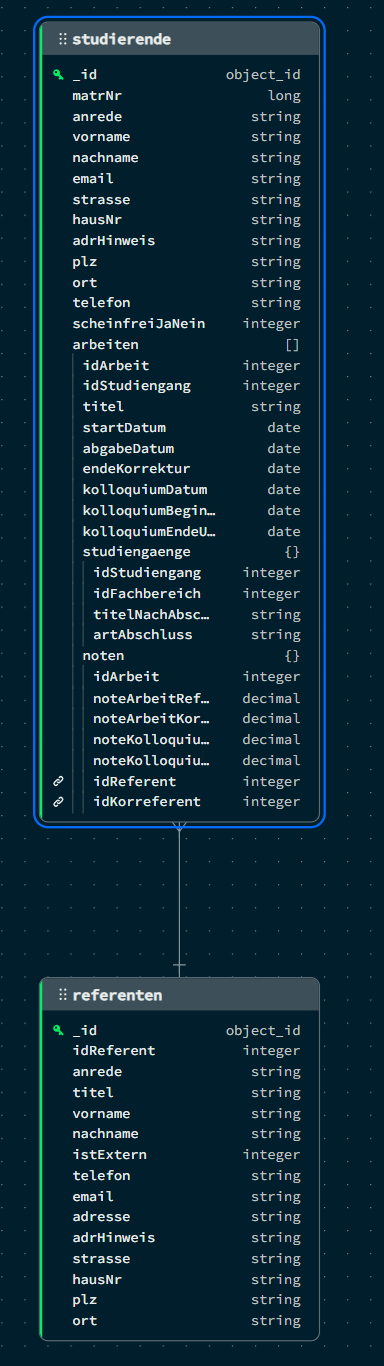 studierende
_id object_id
matrNr long
anrede string
vorname string
nachname string
email string
strasse string
hausNr string
adrHinweis string
plz string
ort string
telefon string
scheinfreiJaNein integer
arbeiten []
idArbeit integer
idStudiengang integer
titel string
startDatum date
abgabeDatum date
endeKorrektur date
kolloquiumDatum date
kolloquiumBegin... date
kolloquiumEndeU... date
studiengaenge {}
idStudiengang integer
idFachbereich integer
titelNachAbsc... string
artAbschluss string
noten {}
idArbeit integer
noteArbeitRef... decimal
noteArbeitKor... decimal
noteKolloquiu... decimal
noteKolloquiu... decimal
idReferent integer
idKorreferent integer
referenten
_id object_id
idReferent integer
anrede string
titel string
vorname string
nachname string
istExtern integer
telefon string
email string
adresse string
adrHinweis string
strasse string
hausNr string
plz string
ort string